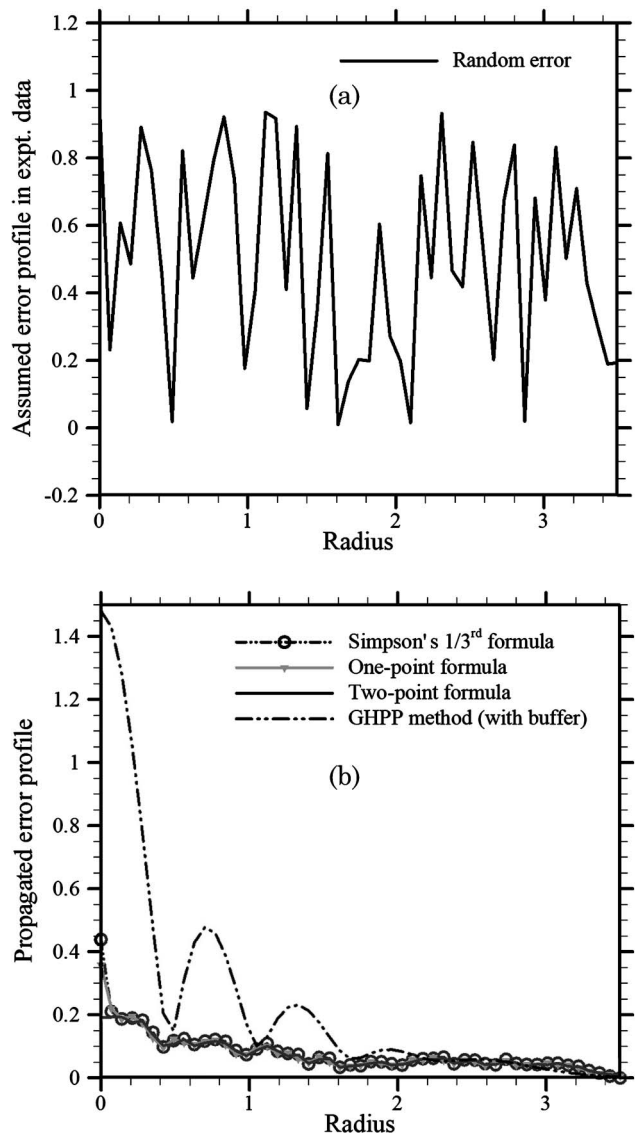 1.2
1
0.8
0.6
0.4
0.2
0
-0.2
Assumed error profile in expt. data
Random error
(a)
0
1
2
3
Radius
1.4
1.2
1
0.8
0.6
0.4
0.2
0
Propagated error profile
Simpson's 1/3rd formula
One-point formula
Two-point formula
GHPP method (with buffer)
(b)
0
1
2
3
Radius